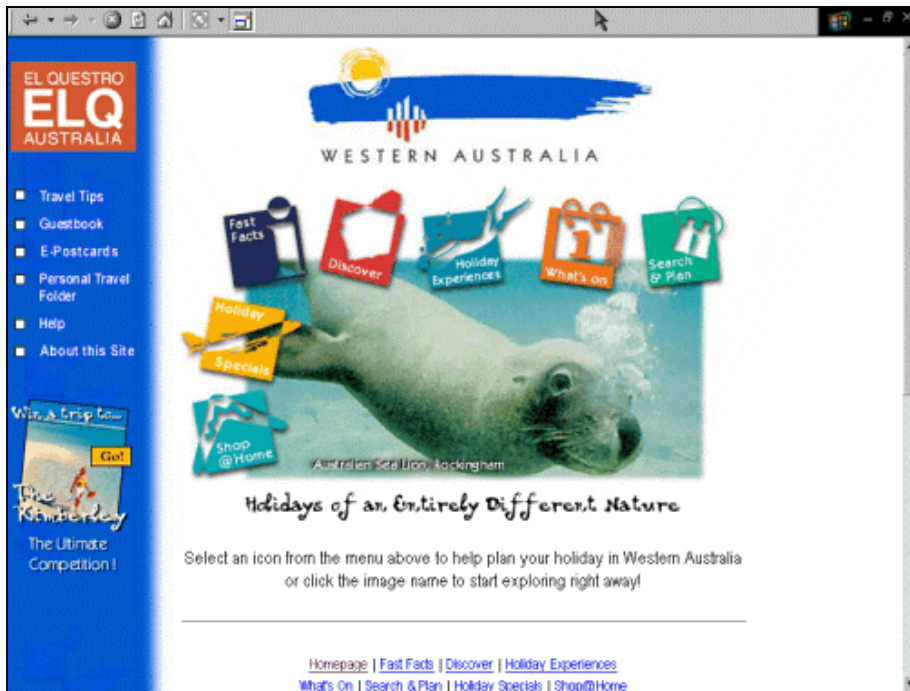 EL QUESTRO
ELQ
AUSTRALIA
Travel Tips
Guestbook
E-Postcards
Personal Travel
Folder
Help
About this Site
Win a trip to...
Go!
The
Kimberley
The Ultimate
Competition !
WESTERN AUSTRALIA
Fast
Facts
Discover
Holiday
Experiences
1
What's on
Search
& Plan
Holiday
Specials
Shop
@Home
Australian Sea Lion, Rockingham
Holidays of an Entirely Different Nature
Select an icon from the menu above to help plan your holiday in Western Australia
or click the image name to start exploring right away!
Homepage | Fast Facts | Discover | Holiday Experiences
What's On | Search & Plan | Holiday Specials | Shop@Home